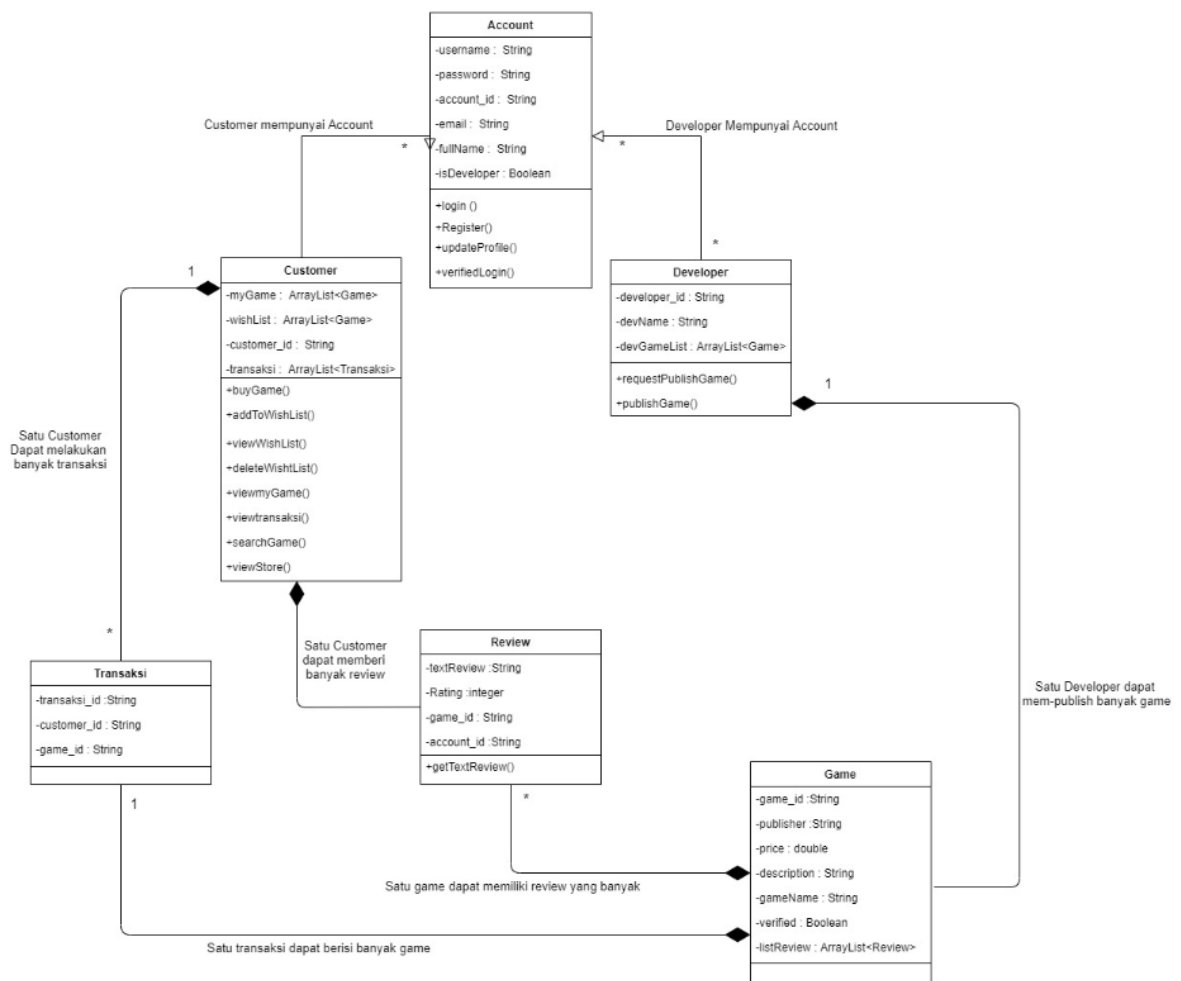 Account
-username :  String
-password :  String
-account_id :  String
-email : String
-fullName :  String
-isDeveloper : Boolean
+login ()
+Register()
+updateProfile()
+verifiedLogin()
Customer mempunyai Account
*
Developer Mempunyai Account
*
*
1
Customer
-myGame :  ArrayList<Game>
-wishList :  ArrayList<Game>
-customer_id :  String
-transaksi :  ArrayList<Transaksi>
+buyGame()
+addToWishList()
+viewWishList()
+deleteWishtList()
+viewmyGame()
+viewtransaksi()
+searchGame()
+viewStore()
Developer
-developer_id : String
-devName : String
-devGameList : ArrayList<Game>
+requestPublishGame()
+publishGame()
1
Satu Customer
Dapat melakukan
banyak transaksi
*
Satu Customer
dapat memberi
banyak review
Transaksi
-transaksi_id :String
-customer_id : String
-game_id : String
1
Review
-textReview :String
-Rating :integer
-game_id : String
-account_id :String
+getTextReview()
*
Satu Developer dapat
mem-publish banyak game
Game
-game_id :String
-publisher :String
-price : double
-description : String
-gameName : String
-verified : Boolean
-listReview : ArrayList<Review>
Satu game dapat memiliki review yang banyak
Satu transaksi dapat berisi banyak game